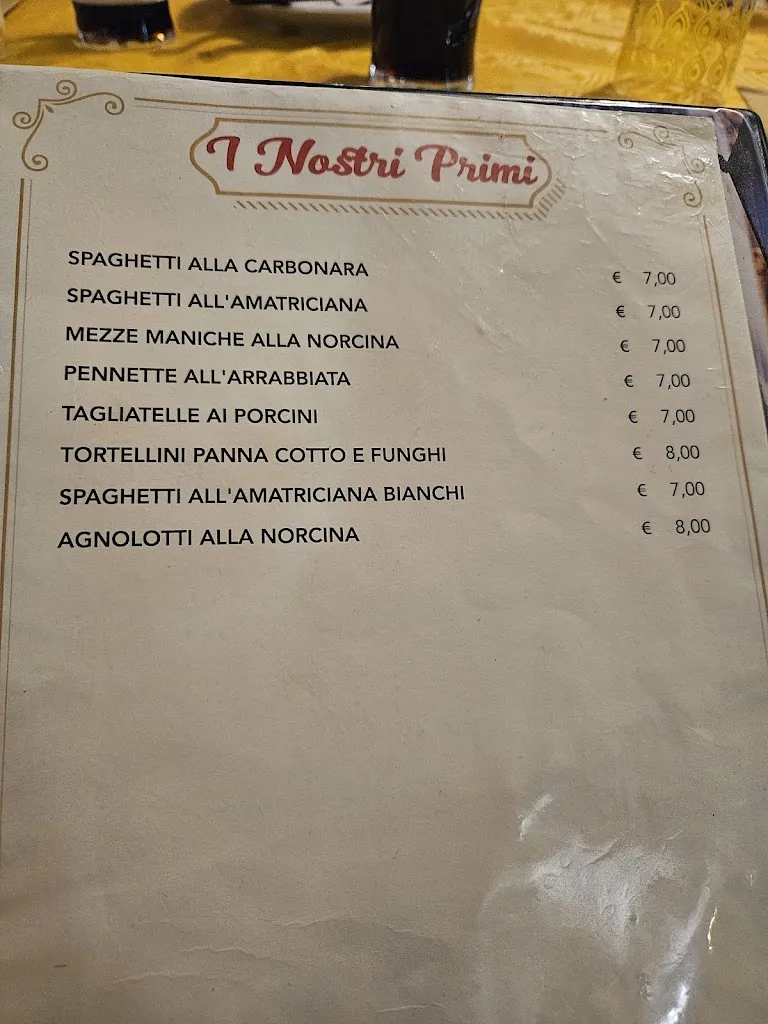 I Nostri Primi
SPAGHETTI ALLA CARBONARA € 7,00
SPAGHETTI ALL'AMATRICIANA € 7,00
MEZZE MANICHE ALLA NORCINA € 7,00
PENNETTE ALL'ARRABBIATA € 7,00
TAGLIATELLE AI PORCINI € 7,00
TORTELLINI PANNA COTTO E FUNGHI € 8,00
SPAGHETTI ALL'AMATRICIANA BIANCHI € 7,00
AGNOLOTTI ALLA NORCINA € 8,00